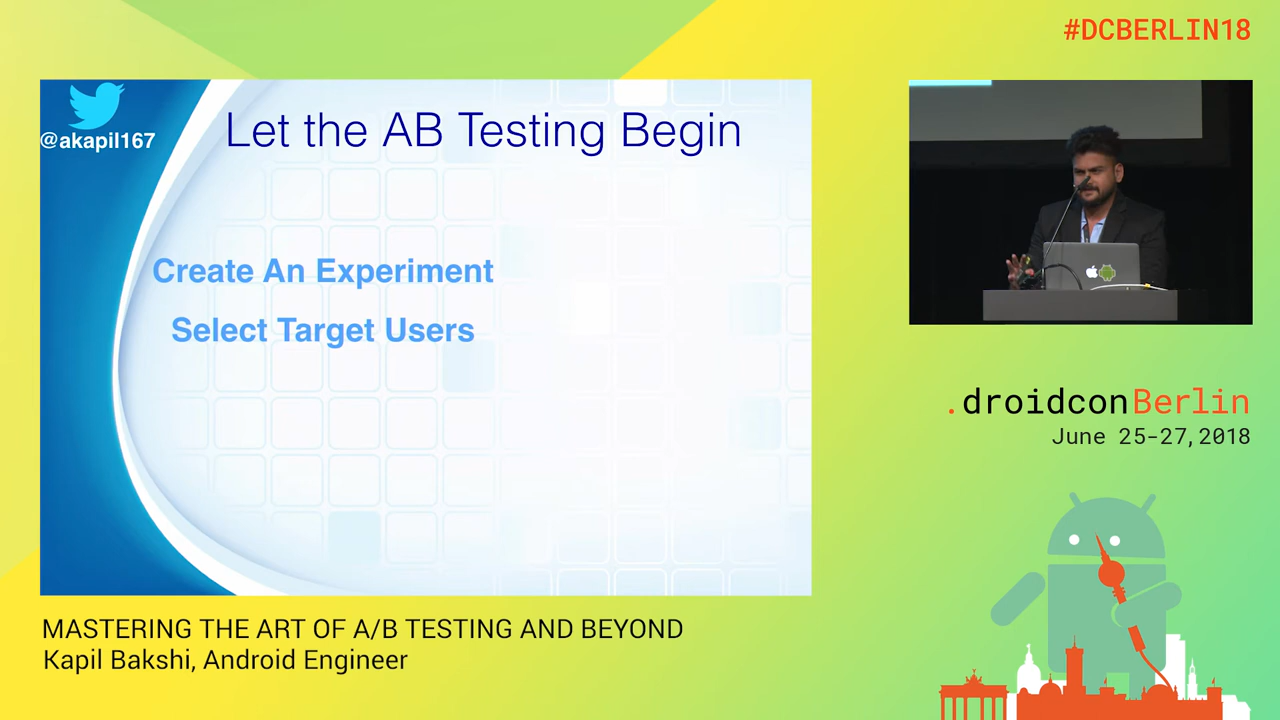 #DCBERLIN18
@akapil167
Let the AB Testing Begin
Create An Experiment
Select Target Users
.droidconBerlin
June 25-27, 2018
MASTERING THE ART OF A/B TESTING AND BEYOND
Kapil Bakshi, Android Engineer